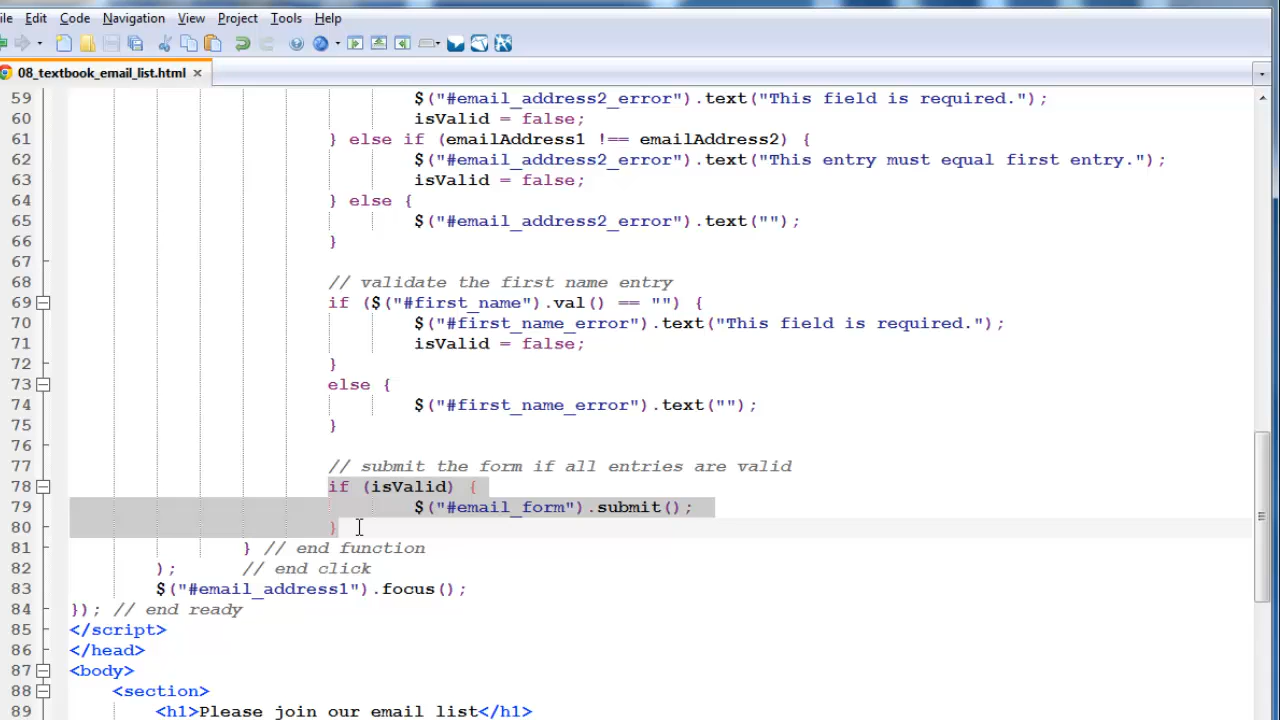 ile Edit Code Navigation View Project Tools Help
08_textbook_email_list.html
59 $("#email_address2_error").text("This field is required.");
60 isValid = false;
61 } else if (emailAddress1 !== emailAddress2) {
62 $("#email_address2_error").text("This entry must equal first entry.");
63 isValid = false;
64 } else {
65 $("#email_address2_error").text("");
66 }
67
68 // validate the first name entry
69 if ($("#first_name").val() == "") {
70 $("#first_name_error").text("This field is required.");
71 isValid = false;
72 }
73 else {
74 $("#first_name_error").text("");
75 }
76
77 // submit the form if all entries are valid
78 if (isValid) {
79 $("#email_form").submit();
80 }
81 } // end function
82 ); // end click
83 $("#email_address1").focus();
84 }); // end ready
85 </script>
86 </head>
87 <body>
88 <section>
89 <h1>Please join our email list</h1>